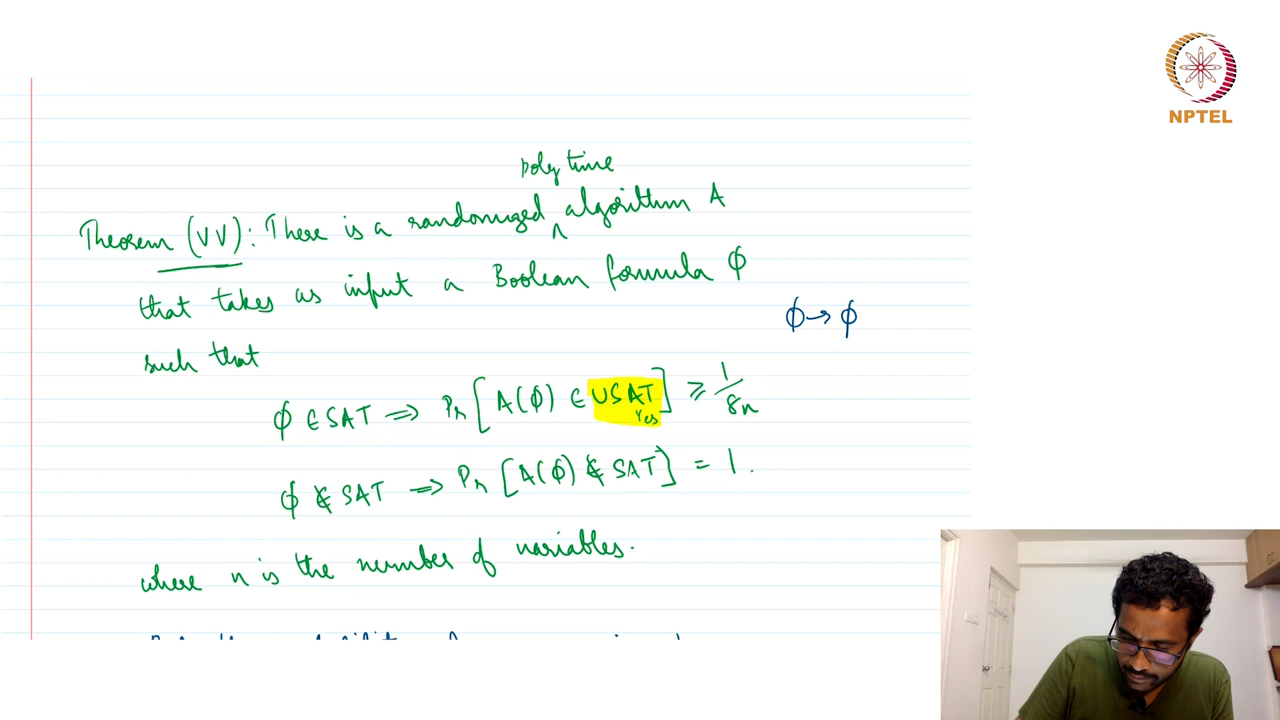 NPTEL
poly time
Theorem (VV): There is a randomized ^ algorithm A
that takes as input a Boolean formula ϕ
ϕ → ϕ
such that
ϕ ∈ SAT ⟹ Pr [ A(ϕ) ∈ USAT Yes ] ≥ 1/8n
ϕ ∉ SAT ⟹ Pr [ A(ϕ) ∉ SAT ] = 1.
where n is the number of variables.